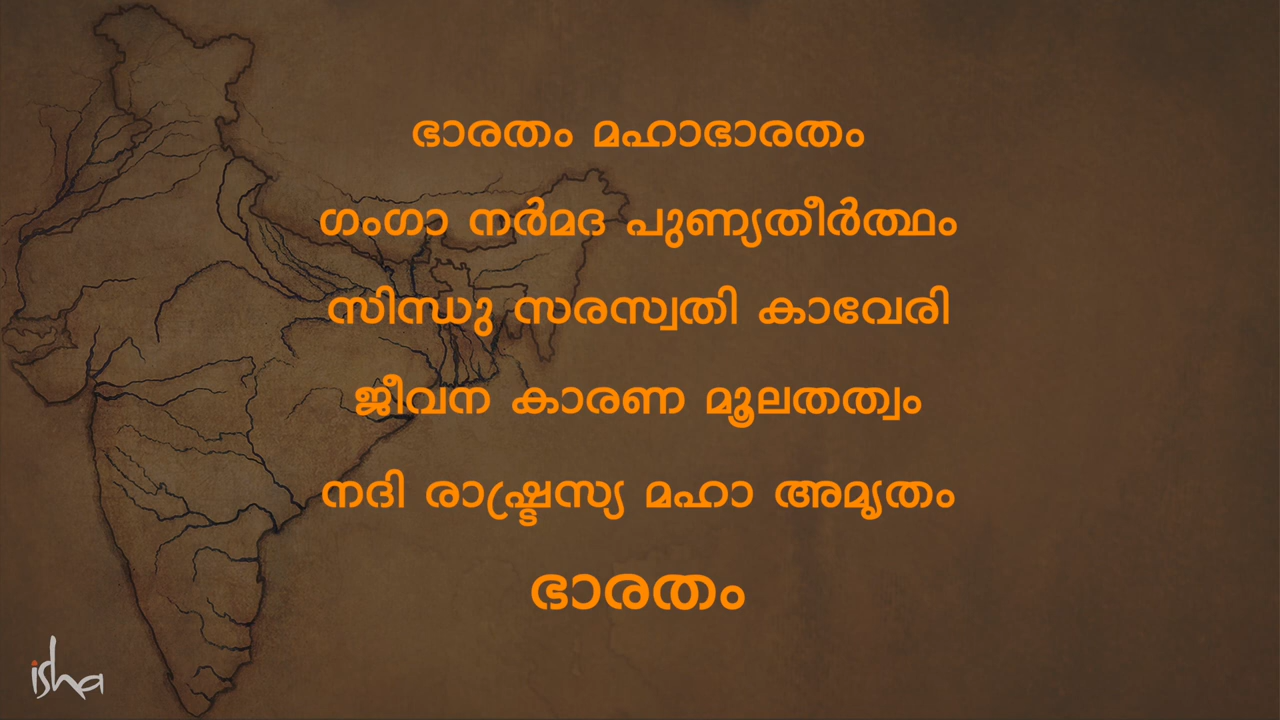 ഭാരതം മഹാഭാരതം
ഗംഗാ നർമദ പുണ്യതീർത്ഥം
സിന്ധു സരസ്വതി കാവേരി
ജീവന കാരണ മൂലതത്വം
നദി രാഷ്ട്രസ്യ മഹാ അമൃതം
ഭാരതം
isha